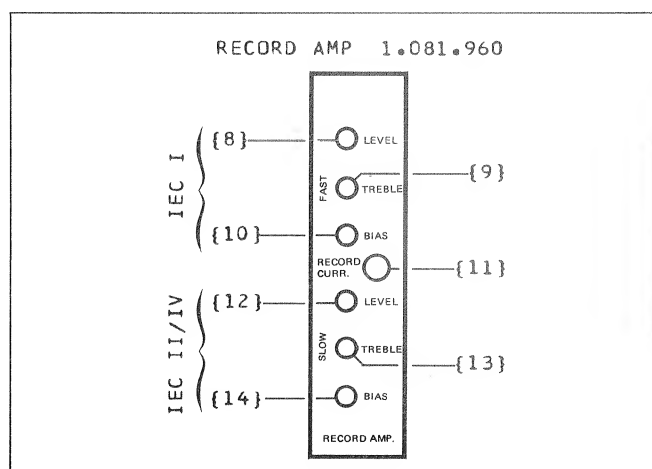 RECORD AMP 1.081.960
{8} LEVEL
{9}
FAST
TREBLE
IEC I
{10} BIAS
RECORD
CURR.
{11}
{12} LEVEL
IEC II/IV
SLOW
TREBLE
{13}
{14} BIAS
RECORD AMP.